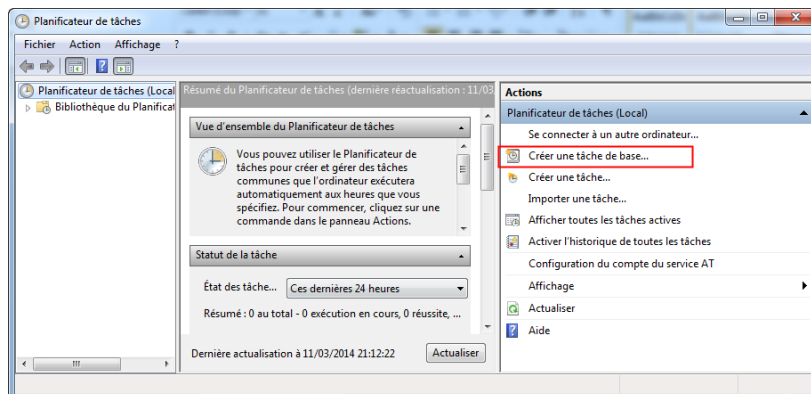 Planificateur de tâches
Fichier Action Affichage ?
Planificateur de tâches (Local
Bibliothèque du Planificat
Résumé du Planificateur de tâches (dernière réactualisation : 11/03
Vue d'ensemble du Planificateur de tâches
Vous pouvez utiliser le Planificateur de
tâches pour créer et gérer des tâches
communes que l'ordinateur exécutera
automatiquement aux heures que vous
spécifiez. Pour commencer, cliquez sur une
commande dans le panneau Actions.
Statut de la tâche
État des tâche... Ces dernières 24 heures
Résumé : 0 au total - 0 exécution en cours, 0 réussite, ...
Dernière actualisation à 11/03/2014 21:12:22 Actualiser
Actions
Planificateur de tâches (Local)
Se connecter à un autre ordinateur...
Créer une tâche de base...
Créer une tâche...
Importer une tâche...
Afficher toutes les tâches actives
Activer l'historique de toutes les tâches
Configuration du compte du service AT
Affichage
Actualiser
Aide